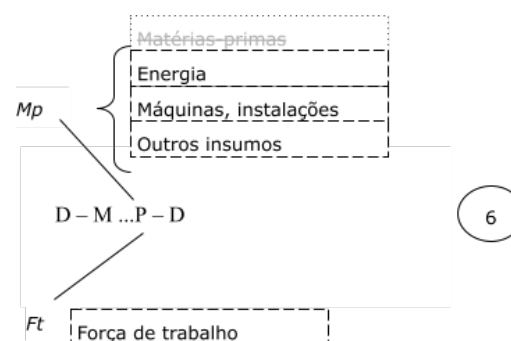 Matérias-primas
Energia
Máquinas, instalações
Mp
Outros insumos
D – M ...P – D
6
Ft
Força de trabalho